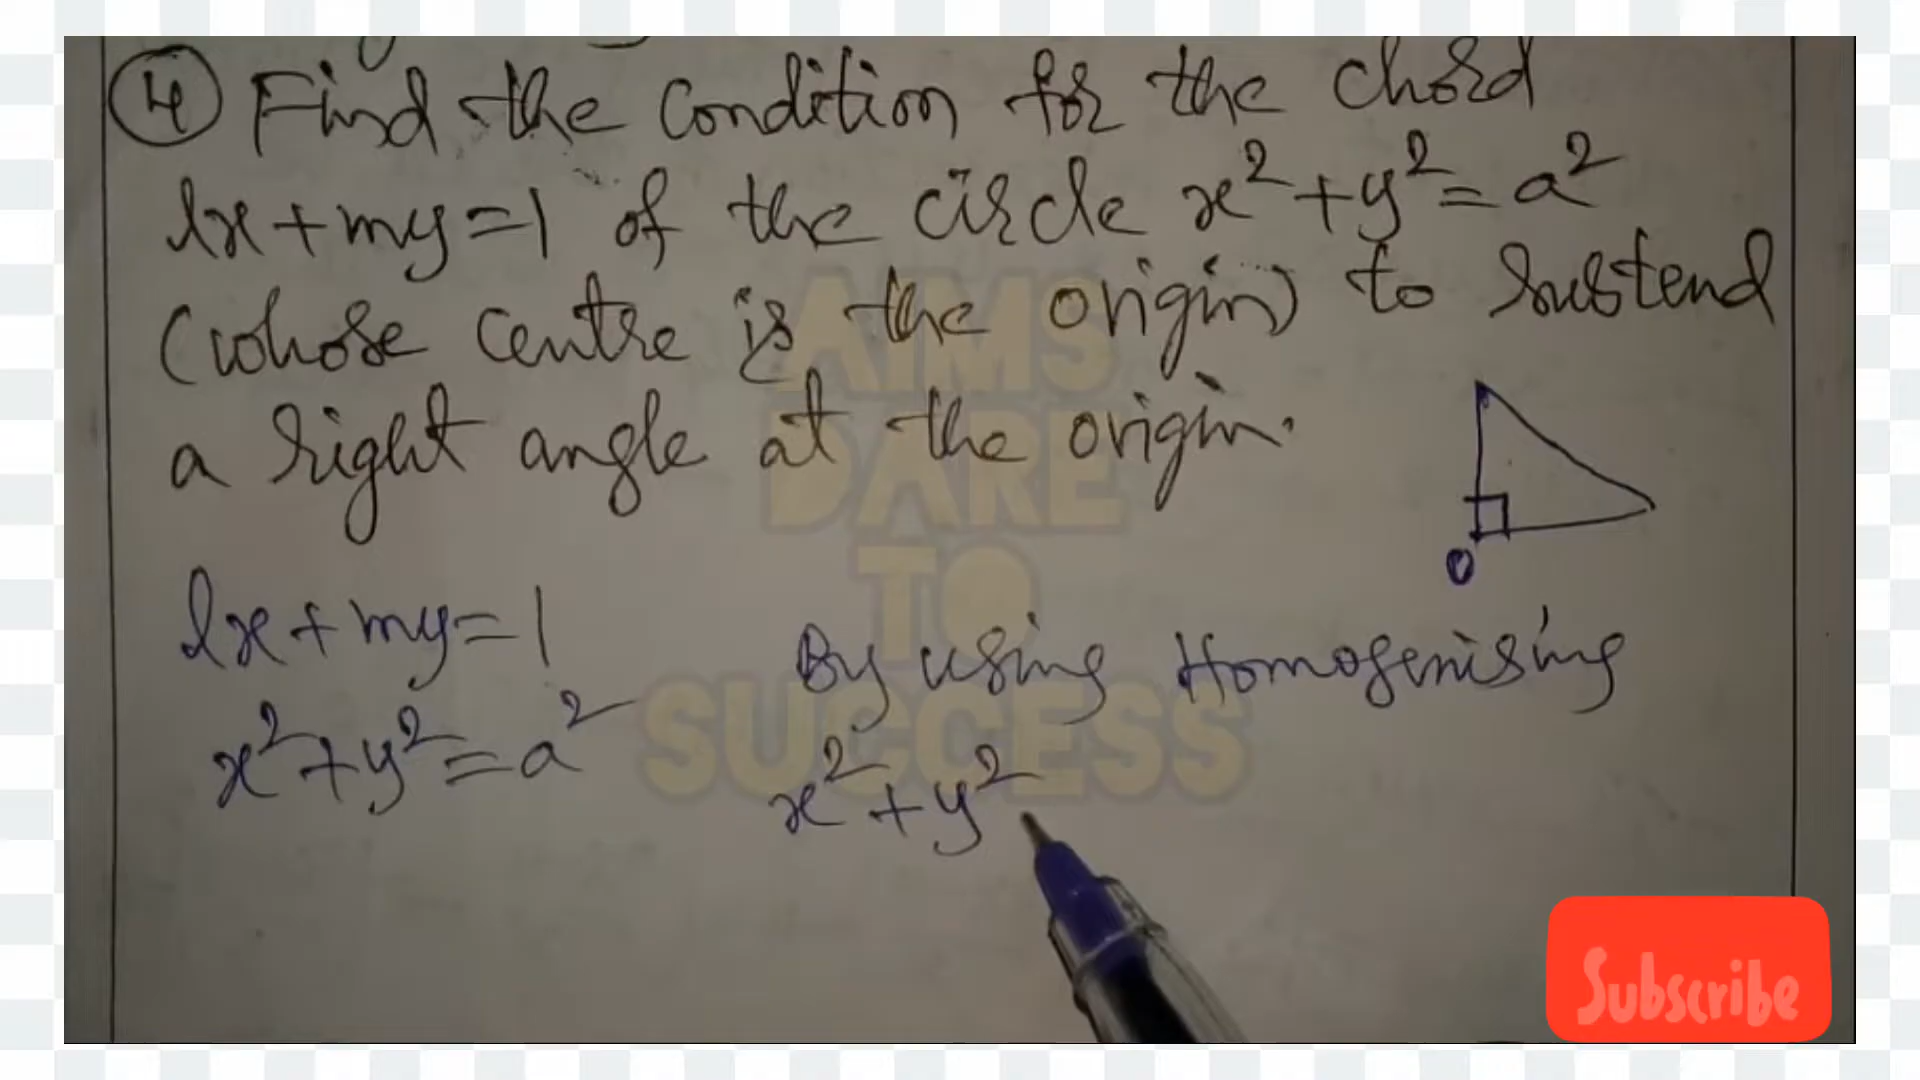 4 Find the condition for the chord
lx+my=1 of the circle x²+y²=a²
(whose centre is the origin) to sustend
a right angle at the origin.
O
lx+my=1
By using Homogenising
x²+y²=a²
x²+y²
AIMS
DARE
TO
SUCCESS
Subscribe